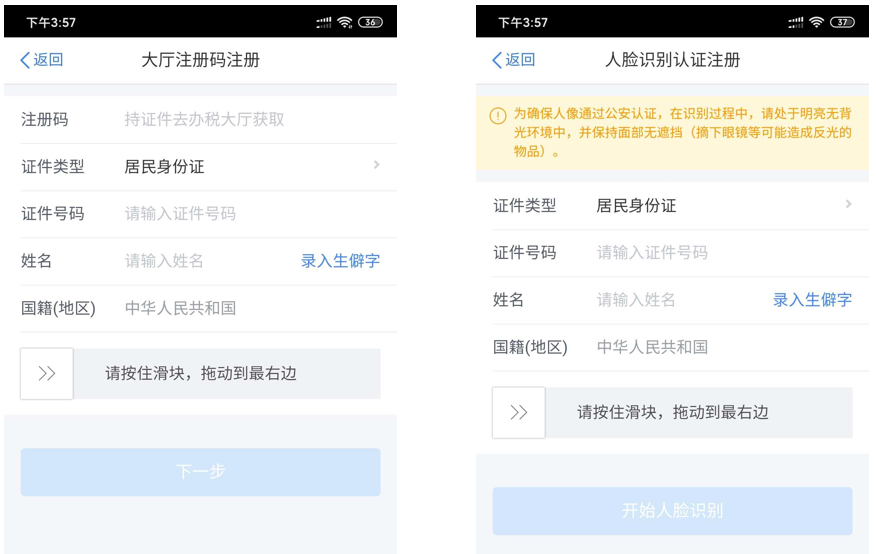 下午3:57
36
返回
大厅注册码注册
注册码
持证件去办税大厅获取
证件类型
居民身份证
证件号码
请输入证件号码
姓名
请输入姓名
录入生僻字
国籍(地区)
中华人民共和国
请按住滑块，拖动到最右边
下一步
下午3:57
37
返回
人脸识别认证注册
为确保人像通过公安认证，在识别过程中，请处于明亮无背
光环境中，并保持面部无遮挡（摘下眼镜等可能造成反光的
物品）。
证件类型
居民身份证
证件号码
请输入证件号码
姓名
请输入姓名
录入生僻字
国籍(地区)
中华人民共和国
请按住滑块，拖动到最右边
开始人脸识别